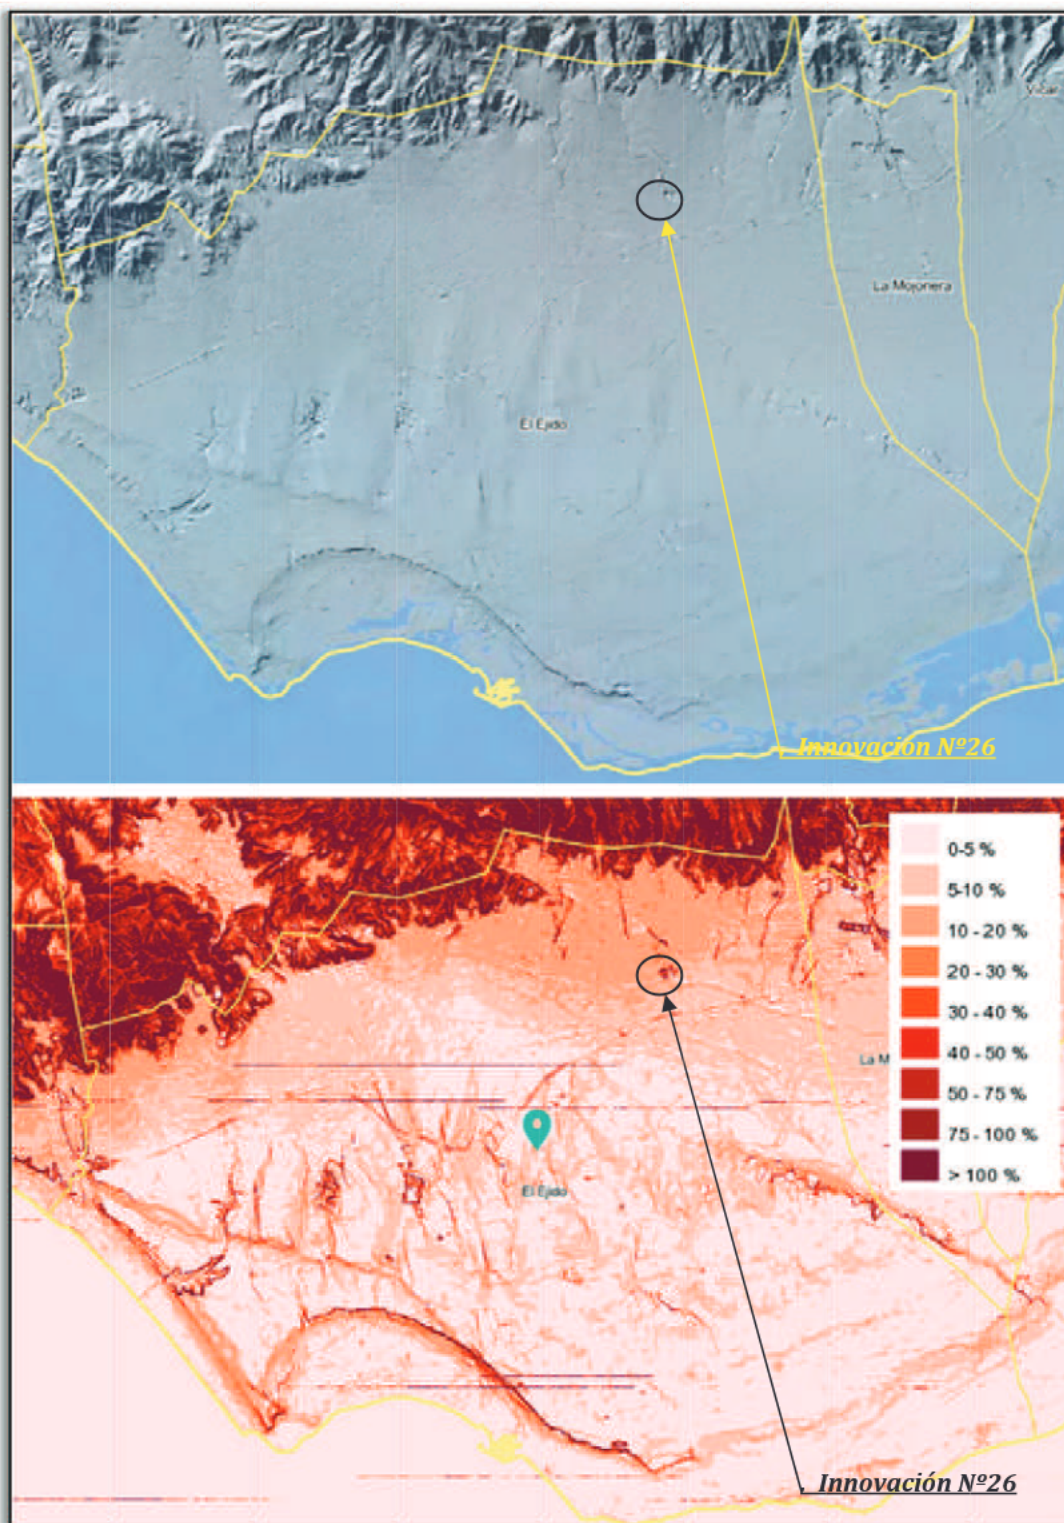 Vícar
La Mojonera
El Ejido
Innovación Nº26
0-5 %
5-10 %
10 - 20 %
20 - 30 %
30 - 40 %
40 - 50 %
50 - 75 %
75 - 100 %
> 100 %
La M
El Ejido
Innovación Nº26